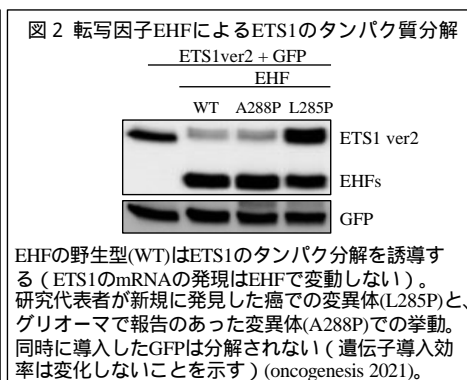 図２ 転写因子EHFによるETS1のタンパク質分解
ETS1ver2 + GFP
EHF
WT A288P L285P
ETS1 ver2
EHFs
GFP
EHFの野生型(WT)はETS1のタンパク分解を誘導す
る（ETS1のmRNAの発現はEHFで変動しない）。
研究代表者が新規に発見した癌での変異体(L285P)と、
グリオーマで報告のあった変異体(A288P)での挙動。
同時に導入したGFPは分解されない（遺伝子導入効
率は変化しないことを示す）(oncogenesis 2021)。